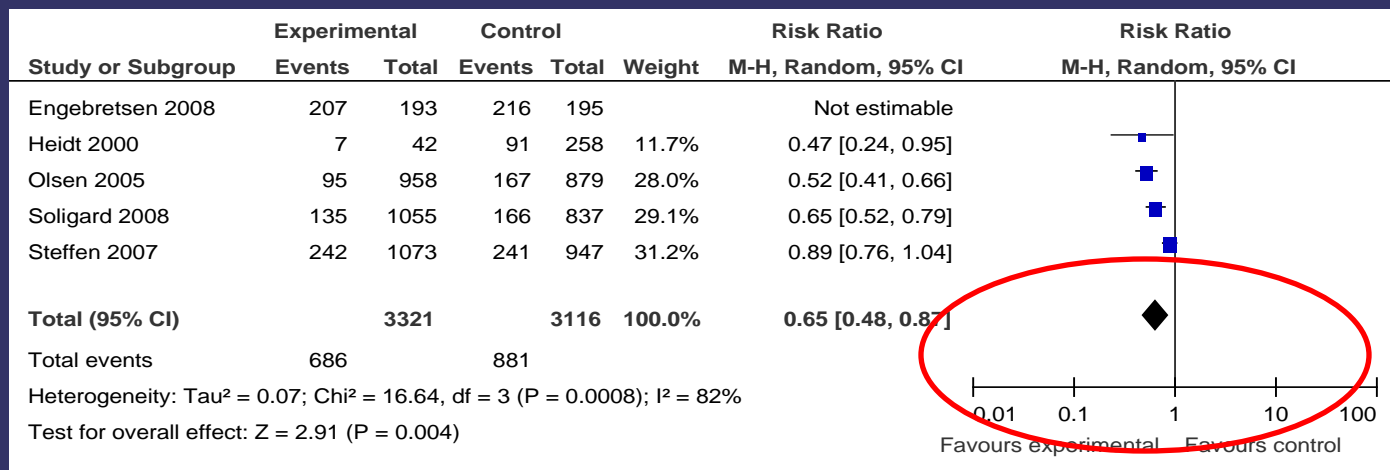 Experimental Control Risk Ratio Risk Ratio
Study or Subgroup Events Total Events Total Weight M-H, Random, 95% CI M-H, Random, 95% CI
Engebretsen 2008 207 193 216 195 Not estimable
Heidt 2000 7 42 91 258 11.7% 0.47 [0.24, 0.95]
Olsen 2005 95 958 167 879 28.0% 0.52 [0.41, 0.66]
Soligard 2008 135 1055 166 837 29.1% 0.65 [0.52, 0.79]
Steffen 2007 242 1073 241 947 31.2% 0.89 [0.76, 1.04]
Total (95% CI) 3321 3116 100.0% 0.65 [0.48, 0.87]
Total events 686 881
Heterogeneity: Tau² = 0.07; Chi² = 16.64, df = 3 (P = 0.0008); I² = 82%
Test for overall effect: Z = 2.91 (P = 0.004)
0.01 0.1 1 10 100
Favours experimental Favours control